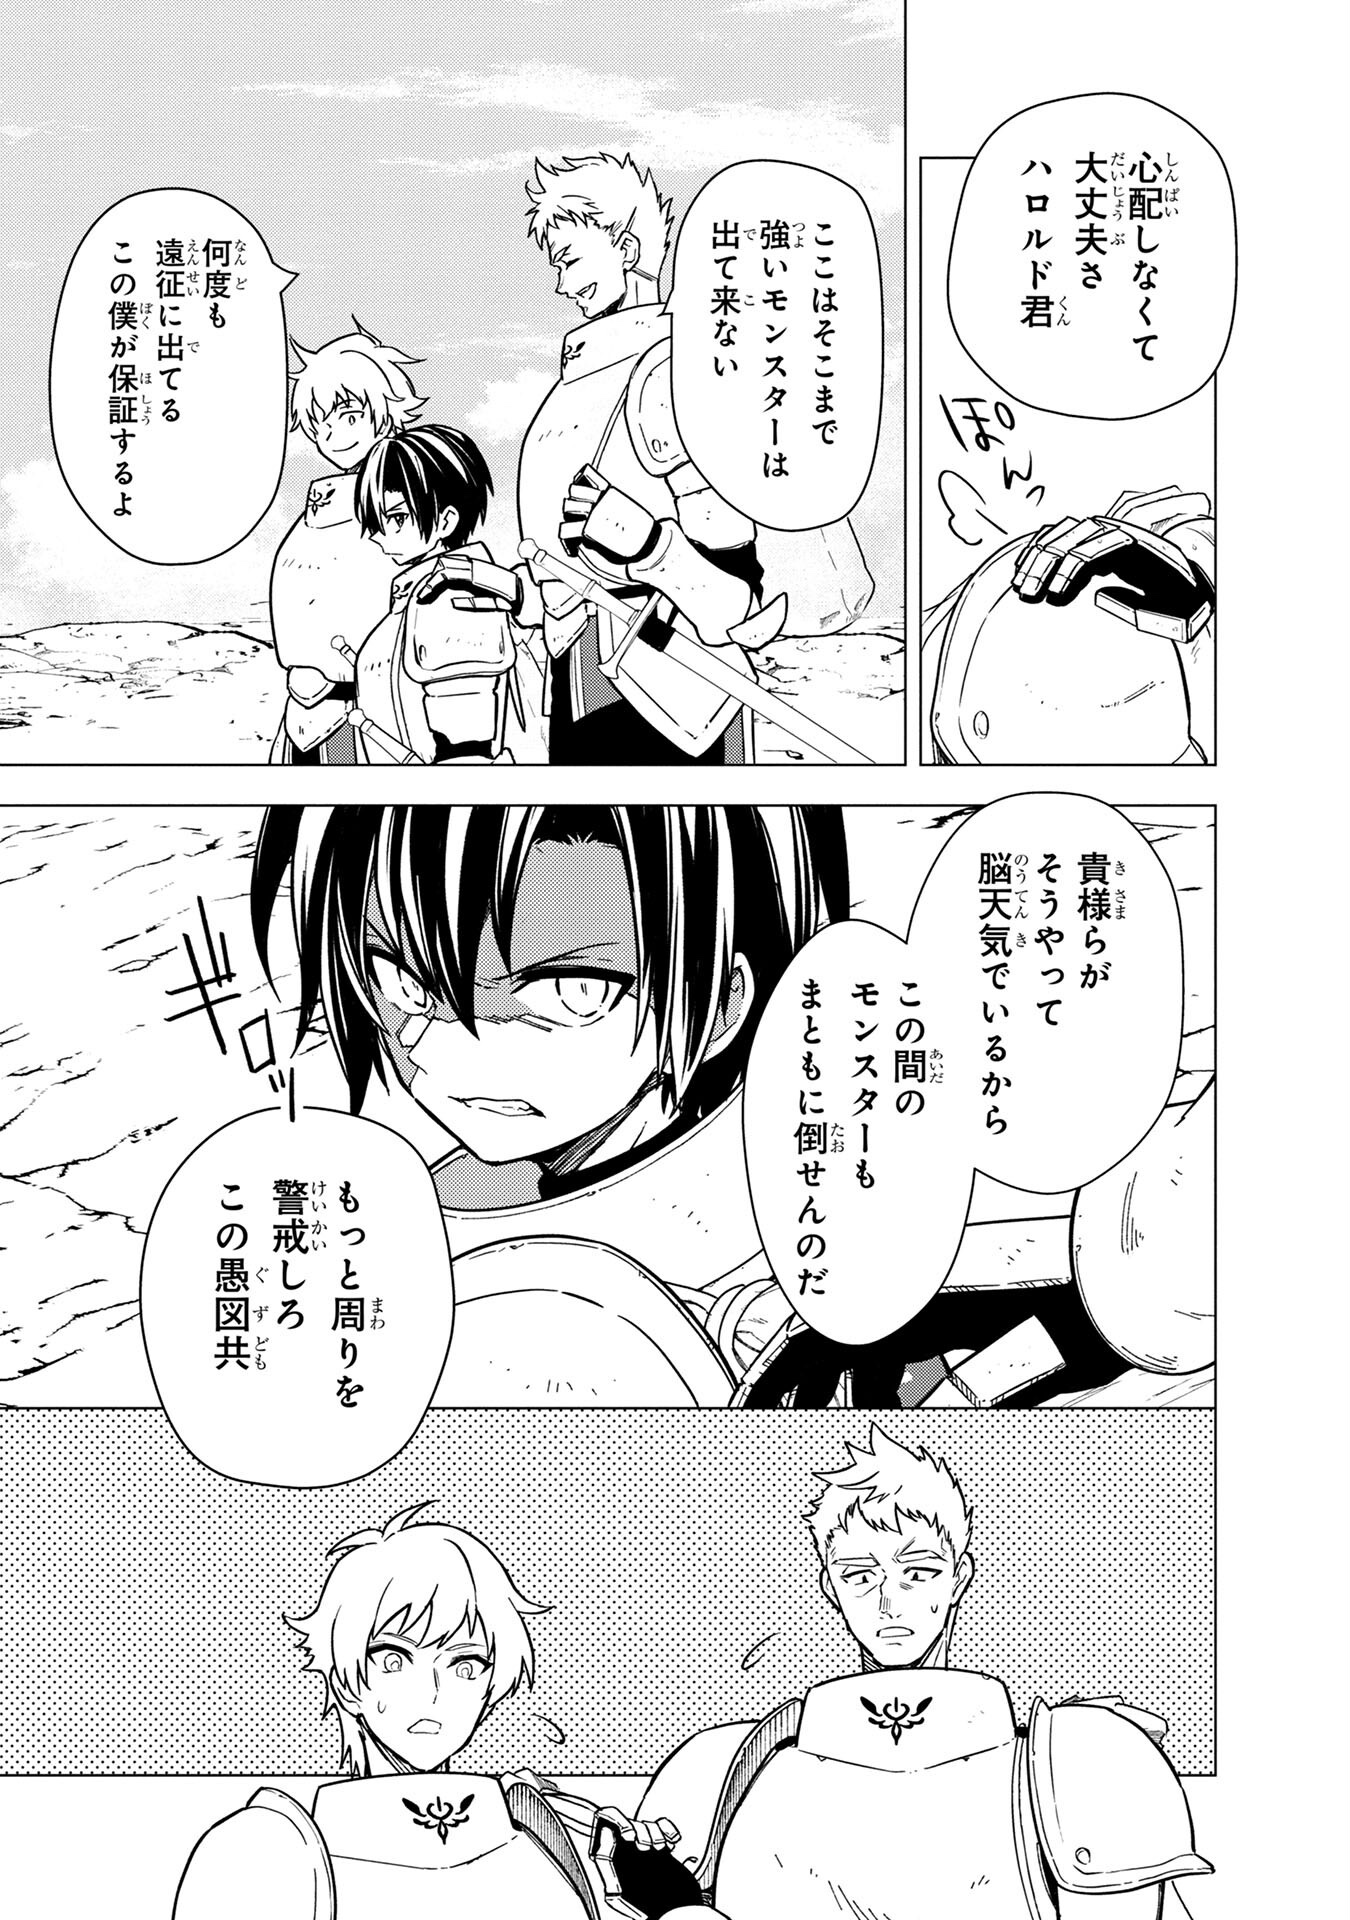 心配しなくて
大丈夫さ
ハロルド君
ぽんっ
ここはそこまで
強いモンスターは
出て来ない
何度も
遠征に出てる
この僕が保証するよ
貴様らが
そうやって
脳天気でいるから
この間の
モンスターも
まともに倒せんのだ
ギロッ
もっと周りを
警戒しろ
この愚図共